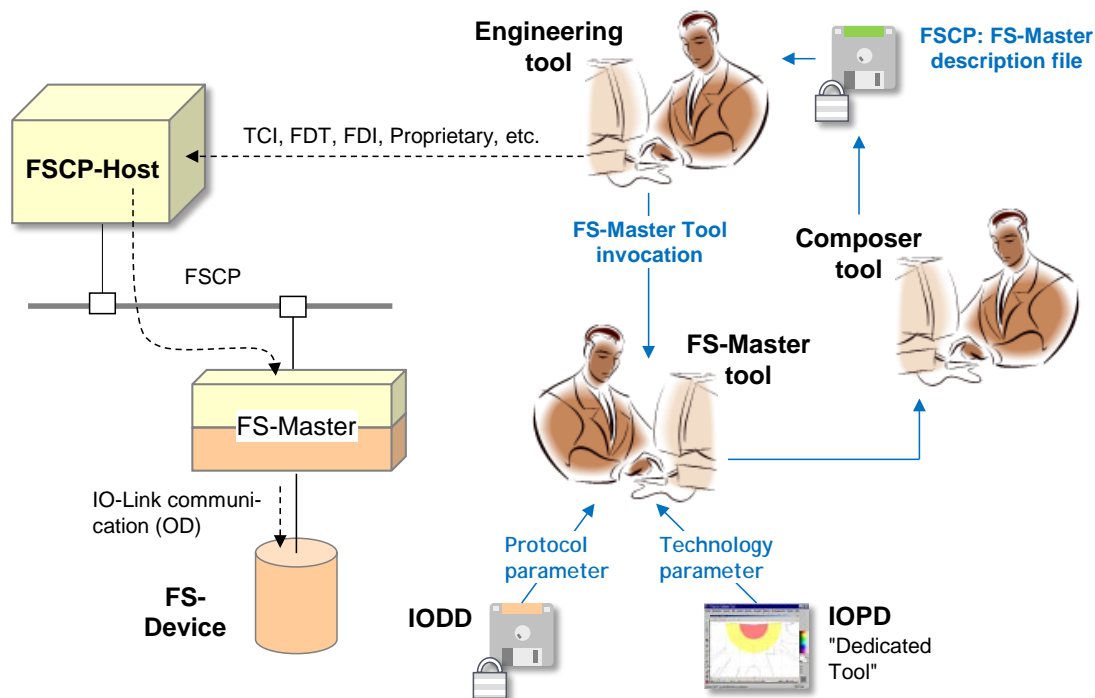 Engineering
tool
FSCP: FS-Master
description file
TCI, FDT, FDI, Proprietary, etc.
FSCP-Host
FS-Master Tool
invocation
Composer
tool
FSCP
FS-Master
tool
FS-Master
IO-Link communi-
cation (OD)
Protocol
parameter
Technology
parameter
FS-
Device
IODD
IOPD
"Dedicated
Tool"